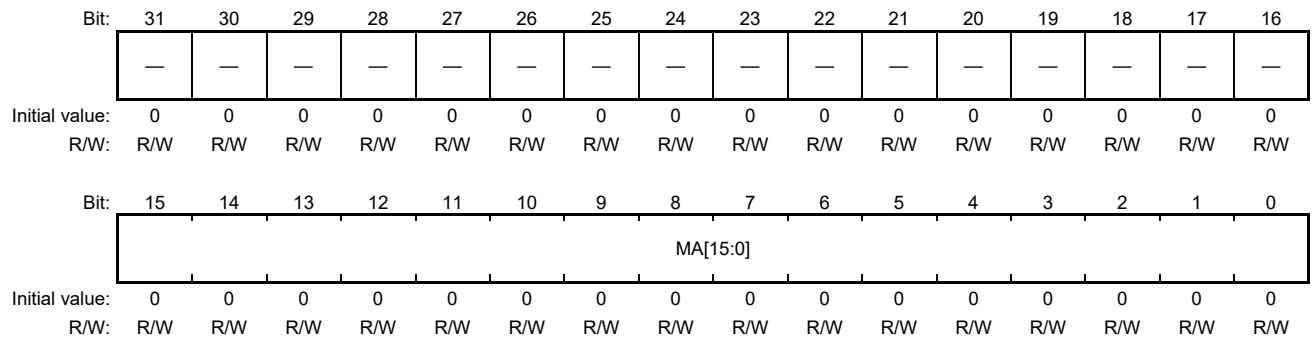 Bit: 31 30 29 28 27 26 25 24 23 22 21 20 19 18 17 16
— — — — — — — — — — — — — — — —
Initial value: 0 0 0 0 0 0 0 0 0 0 0 0 0 0 0 0
R/W: R/W R/W R/W R/W R/W R/W R/W R/W R/W R/W R/W R/W R/W R/W R/W R/W
Bit: 15 14 13 12 11 10 9 8 7 6 5 4 3 2 1 0
MA[15:0]
Initial value: 0 0 0 0 0 0 0 0 0 0 0 0 0 0 0 0
R/W: R/W R/W R/W R/W R/W R/W R/W R/W R/W R/W R/W R/W R/W R/W R/W R/W